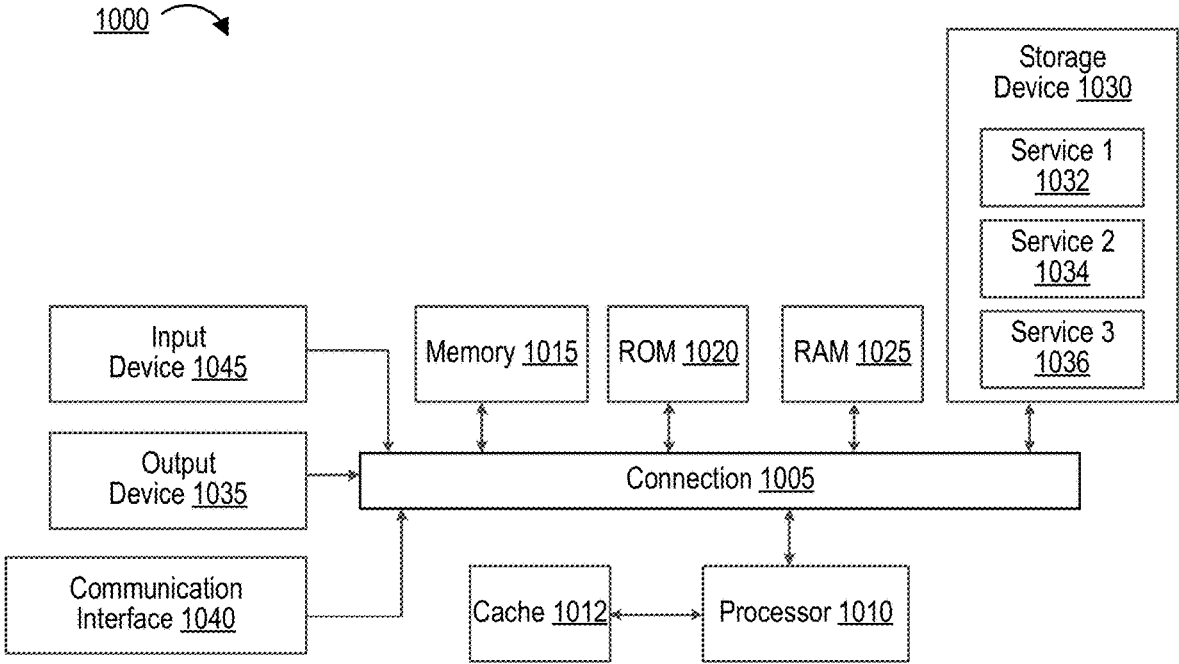 1000
Storage
Device 1030
Service 1
1032
Service 2
1034
Service 3
1036
Input
Device 1045
Memory 1015
ROM 1020
RAM 1025
Output
Device 1035
Connection 1005
Communication
Interface 1040
Cache 1012
Processor 1010